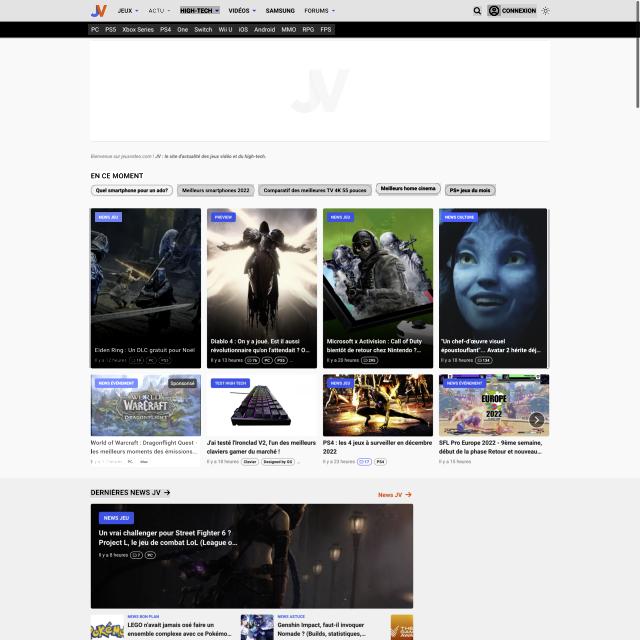 JV JEUX ACTU HIGH-TECH VIDÉOS SAMSUNG FORUMS CONNEXION
PC PS5 Xbox Series PS4 One Switch Wii U iOS Android MMO RPG FPS
JV
Bienvenue sur jeuxvideo.com ! JV : le site d'actualité des jeux vidéo et du high-tech.
EN CE MOMENT
Quel smartphone pour un ado? Meilleurs smartphones 2022 Comparatif des meilleures TV 4K 55 pouces Meilleurs home cinema PS+ jeux du mois
NEWS JEU
Elden Ring : Un DLC gratuit pour Noël
Il y a 12 heures PC PS5
PREVIEW
Diablo 4 : On y a joué. Est il aussi
révolutionnaire qu'on l'attendait ? O...
Il y a 13 heures 76 PC PS5 ...
NEWS JEU
Microsoft x Activision : Call of Duty
bientôt de retour chez Nintendo ?...
Il y a 20 heures 295
NEWS CULTURE
"Un chef-d'œuvre visuel
époustouflant"... Avatar 2 hérite déj...
Il y a 18 heures 134
NEWS ÉVÉNEMENT
Sponsorisé
WORLD OF WARCRAFT
DRAGONFLIGHT
World of Warcraft : Dragonflight Quest -
les meilleurs moments des émissions...
PC Mac
TEST HIGH TECH
J'ai testé l'Ironclad V2, l'un des meilleurs
claviers gamer du marché !
Il y a 18 heures Clavier Designed by GG ...
NEWS JEU
PS4 : les 4 jeux à surveiller en décembre
2022
Il y a 23 heures 17 PS4
NEWS ÉVÉNEMENT
EUROPE
2022
SFL Pro Europe 2022 - 9ème semaine,
début de la phase Retour et nouveau...
Il y a 15 heures
DERNIÈRES NEWS JV
News JV
NEWS JEU
Un vrai challenger pour Street Fighter 6 ?
Project L, le jeu de combat LoL (League o...
Il y a 8 heures 7 PC
NEWS BON PLAN
LEGO n'avait jamais osé faire un
ensemble complexe avec ce Pokémo...
NEWS ASTUCE
Genshin Impact, faut-il invoquer
Nomade ? (Builds, statistiques,...